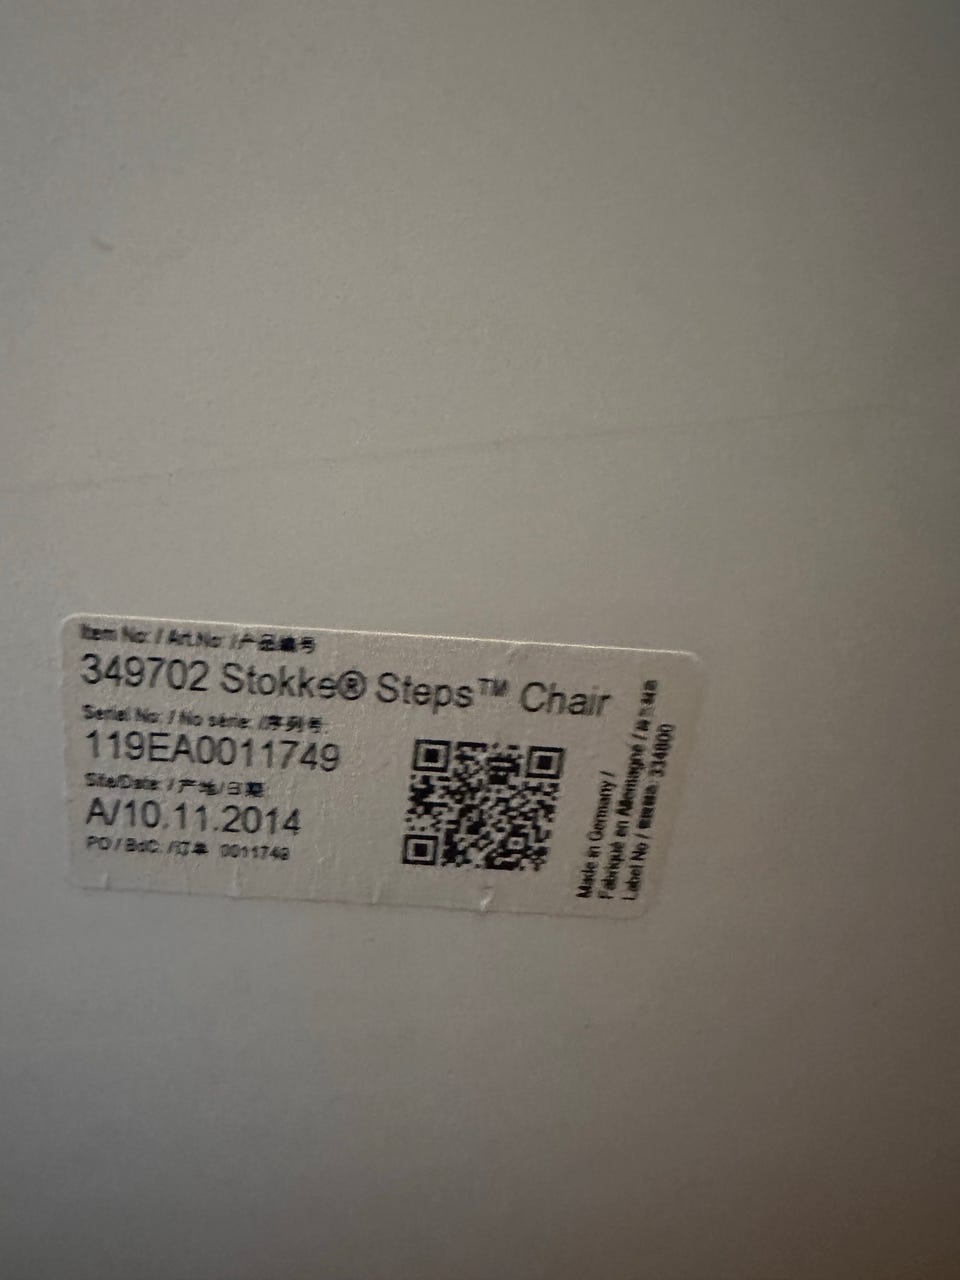 Item No: / Art.No: /产品编号
349702 Stokke® Steps™ Chair
Serial No: / No série: /序列号:
119EA0011749
Site/Date: / 产地/日期
A/10.11.2014
PO / BdC: /订单 0011749
Made in Germany /
Fabriqué en Allemagne /
Label No /